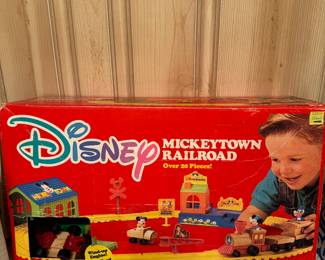 Disney
MICKEYTOWN
RAILROAD
Over 20 Pieces!